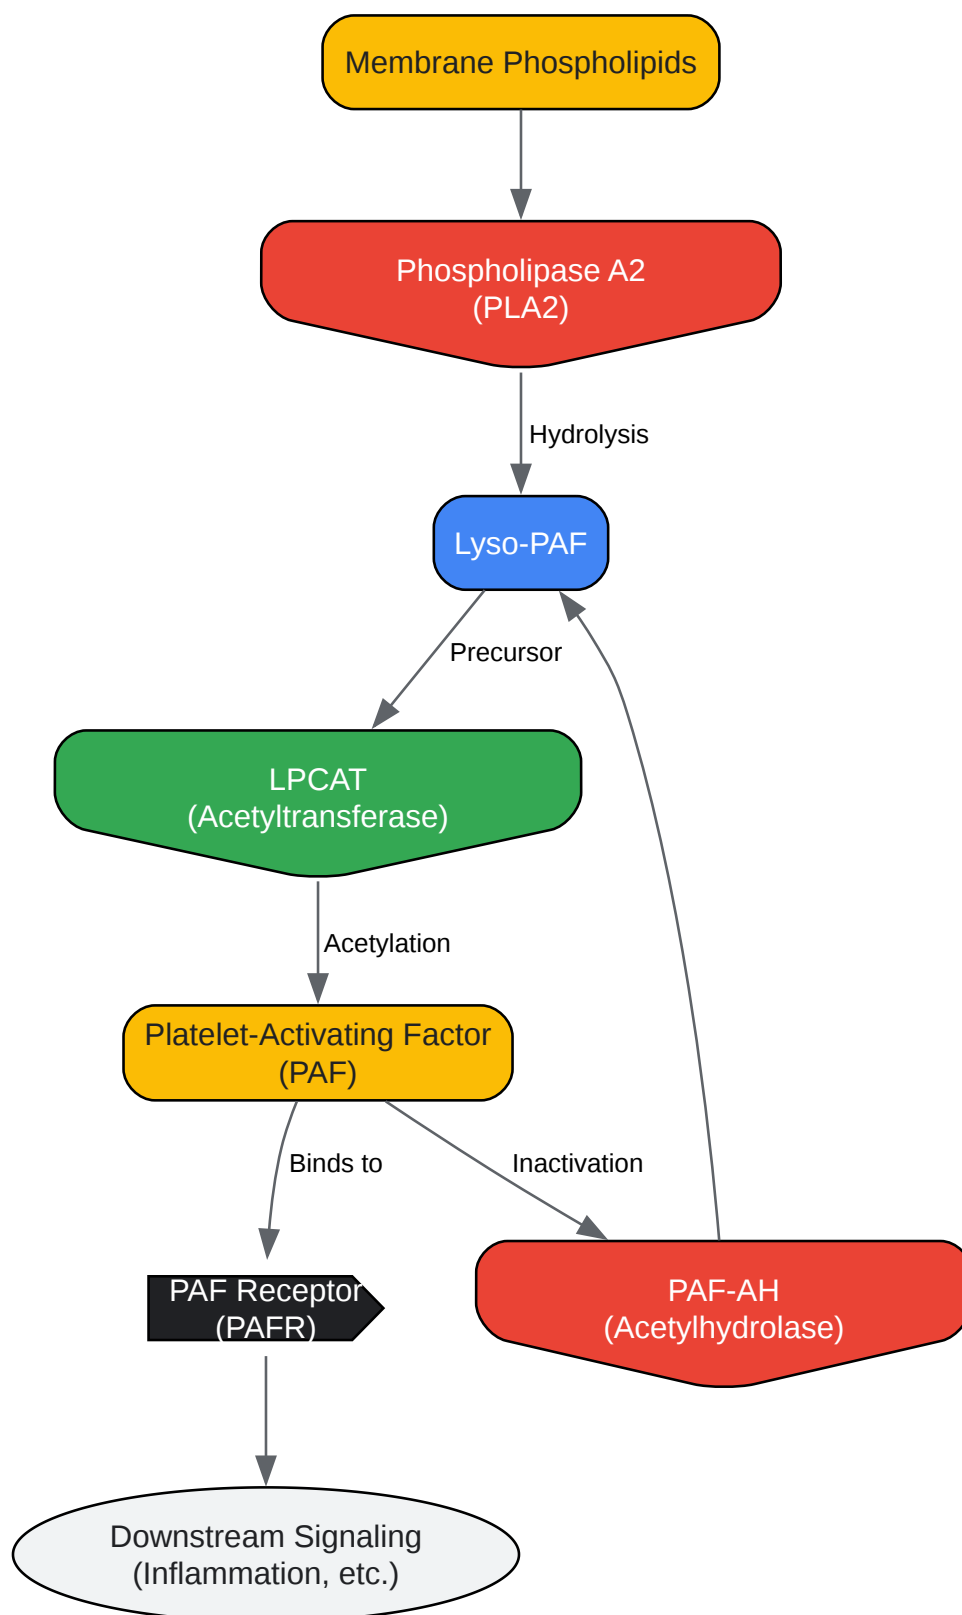 Membrane Phospholipids
Phospholipase A2
(PLA2)
Hydrolysis
Lyso-PAF
Precursor
LPCAT
(Acetyltransferase)
Acetylation
Platelet-Activating Factor
(PAF)
Binds to
Inactivation
PAF Receptor
(PAFR)
PAF-AH
(Acetylhydrolase)
Downstream Signaling
(Inflammation, etc.)